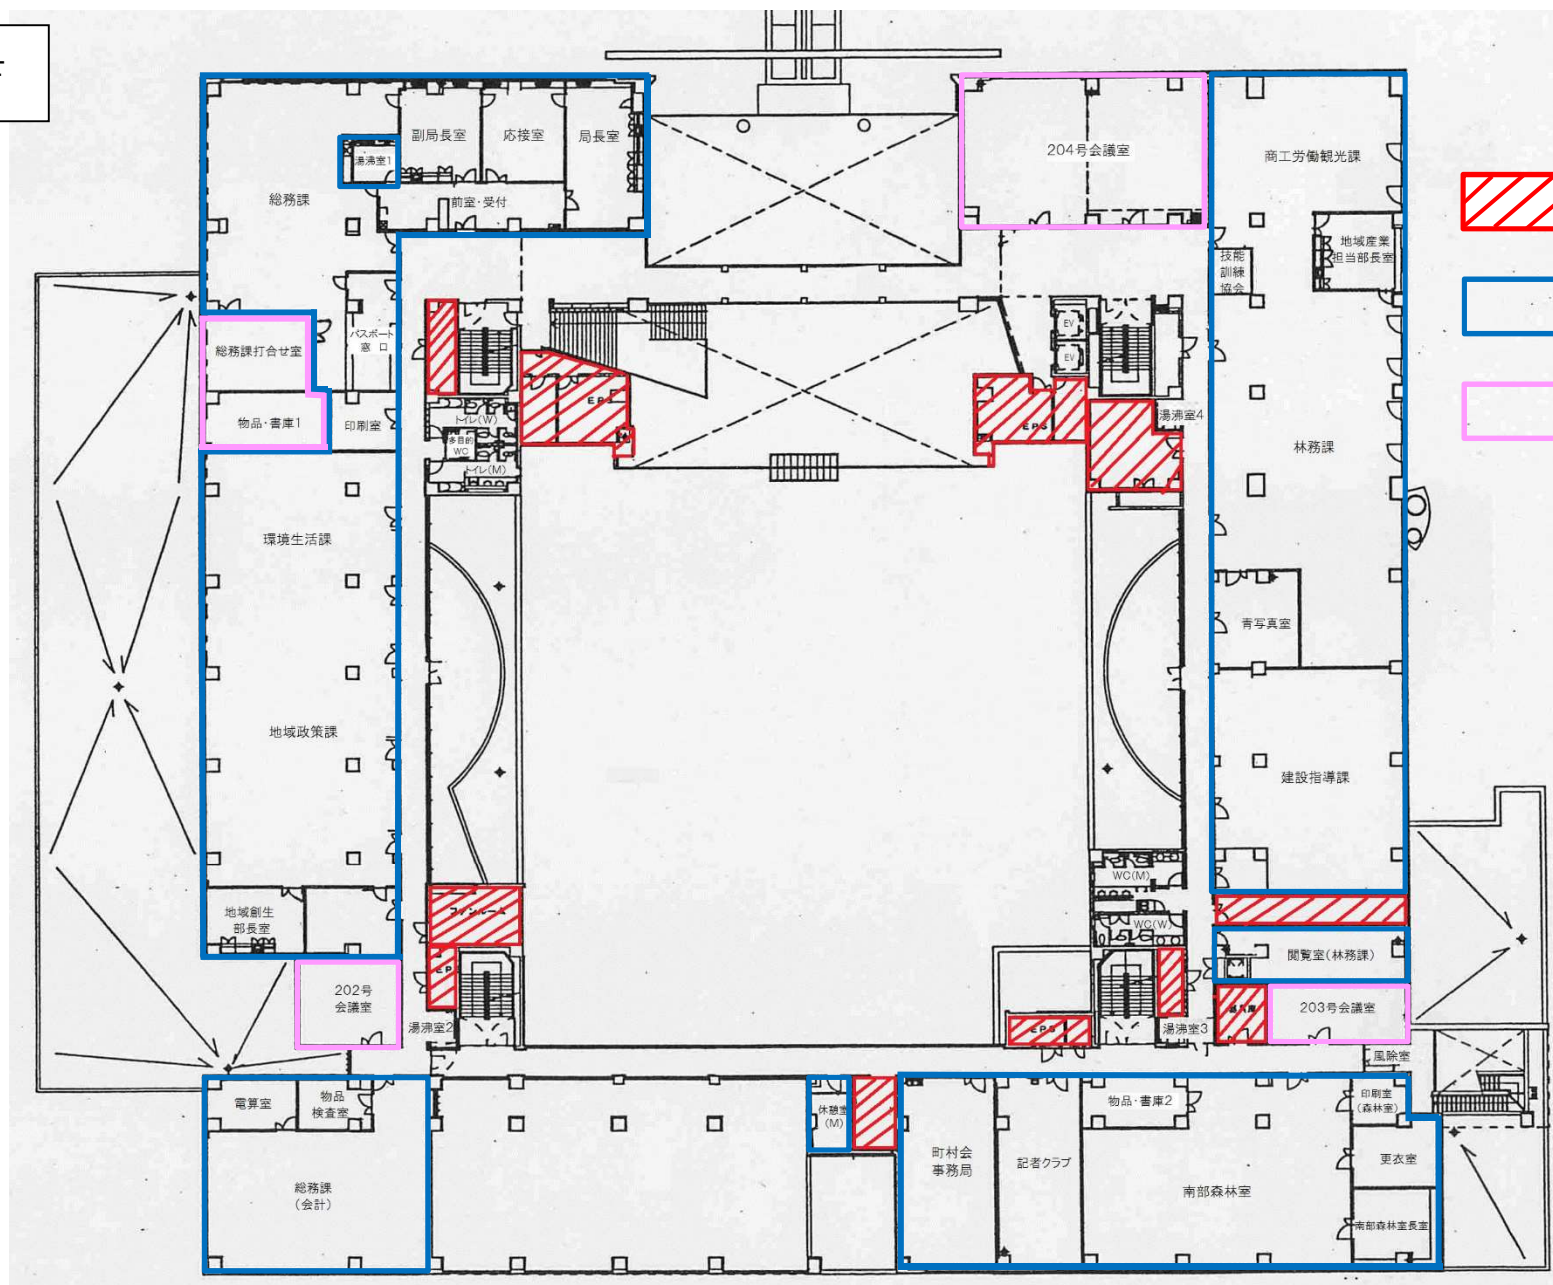 副局長室
応接室
局長室
湯沸室1
前室・受付
総務課
204号会議室
商工労働観光課
地域産業
担当部長室
技能
訓練
協会
総務課打合せ室
パスポート
窓 口
EV
EV
物品・書庫1
印刷室
トイレ(W)
多目的
WC
トイレ(M)
EPS
EPS
湯沸室4
林務課
環境生活課
青写真室
地域政策課
建設指導課
WC(M)
WC(W)
地域創生
部長室
ファンルーム
閲覧室(林務課)
202号
会議室
203号会議室
湯沸室2
EPS
湯沸室3
風除室
電算室
物品
検査室
休憩室
(M)
町村会
事務局
記者クラブ
物品・書庫2
印刷室
(森林室)
更衣室
総務課
(会計)
南部森林室
南部森林室長室